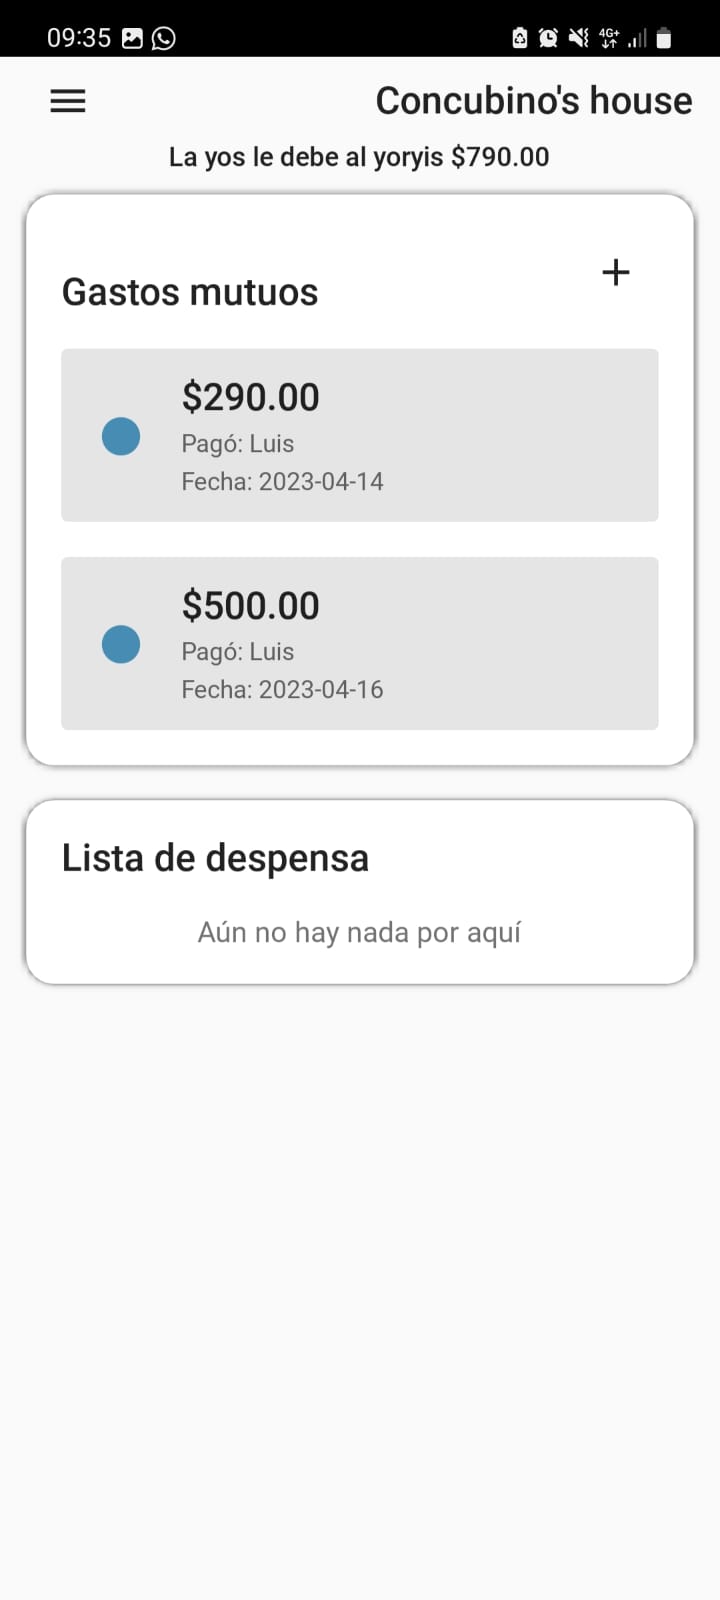 09:35
4G+
Concubino's house
La yos le debe al yoryis $790.00
Gastos mutuos
+
$290.00
Pagó: Luis
Fecha: 2023-04-14
$500.00
Pagó: Luis
Fecha: 2023-04-16
Lista de despensa
Aún no hay nada por aquí